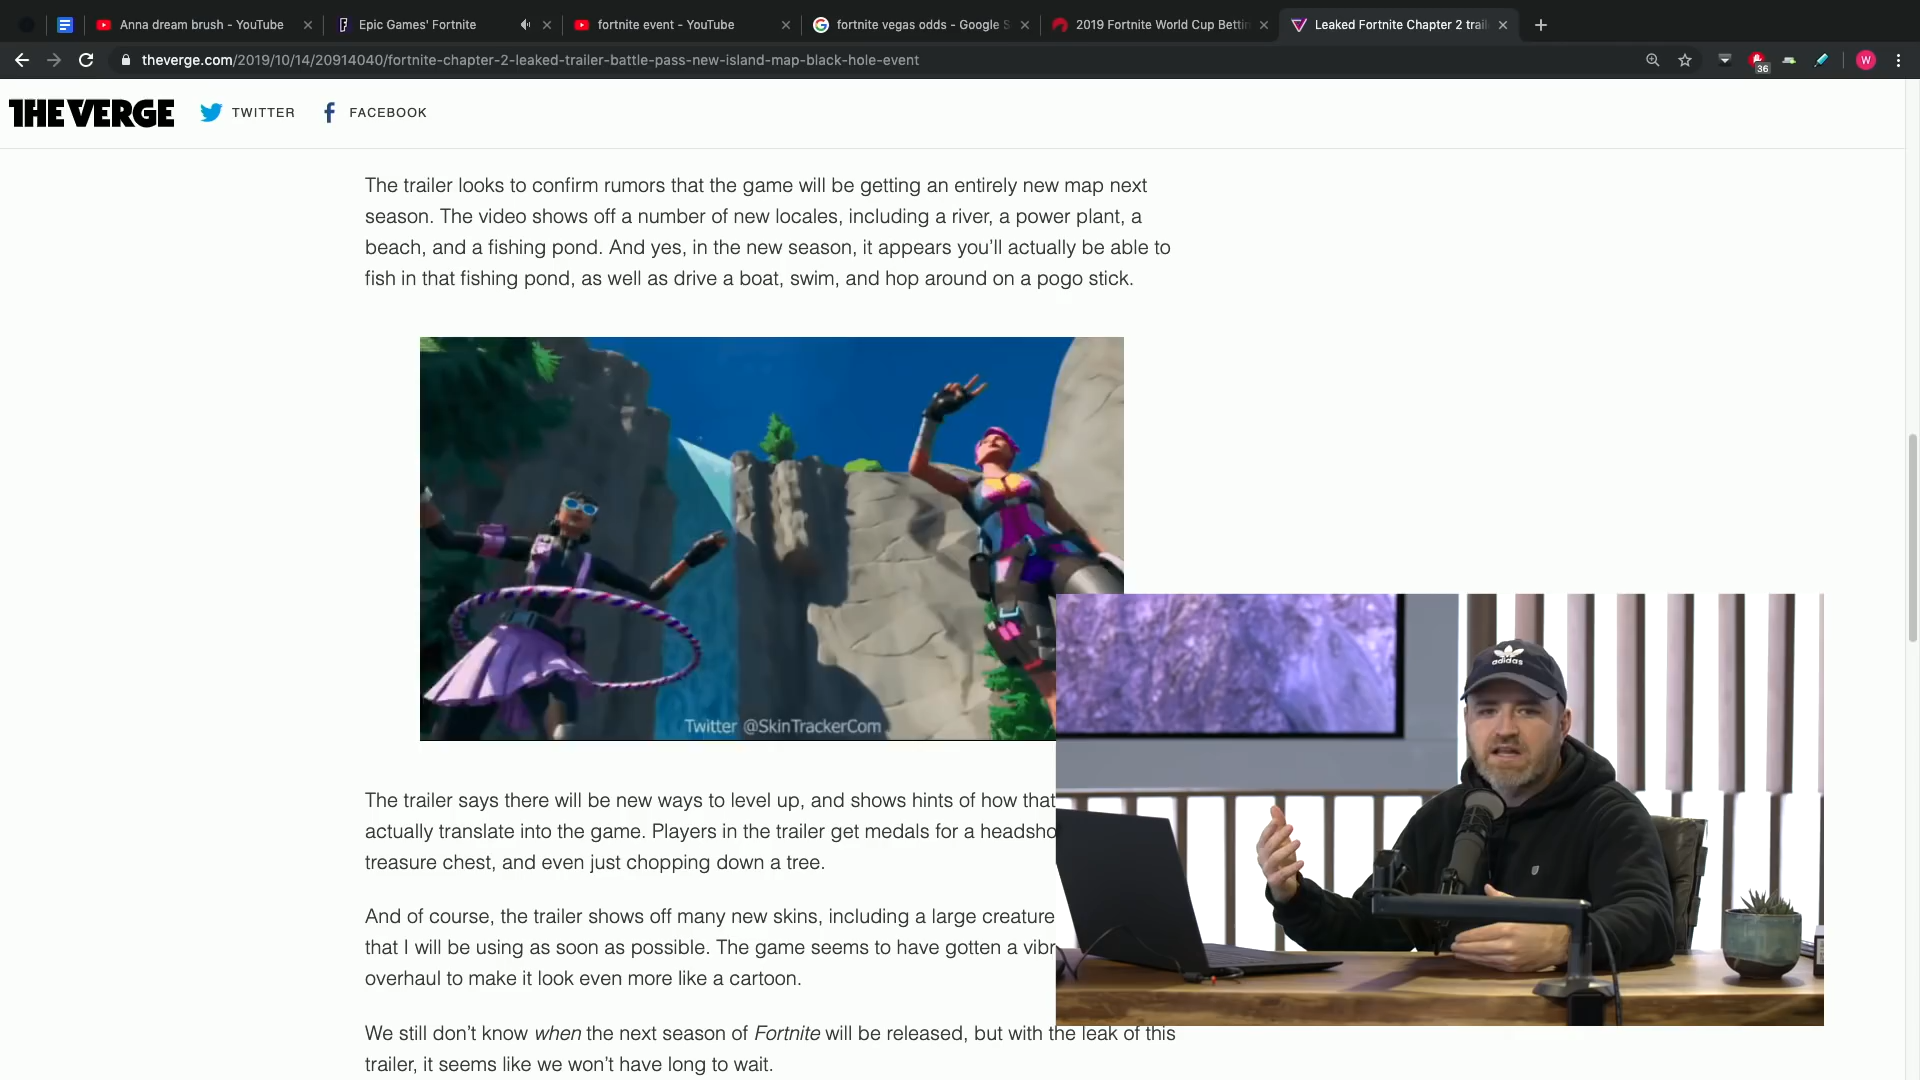 Anna dream brush - YouTube
Epic Games' Fortnite
fortnite event - YouTube
fortnite vegas odds - Google S
2019 Fortnite World Cup Bettin
Leaked Fortnite Chapter 2 trail
theverge.com/2019/10/14/20914040/fortnite-chapter-2-leaked-trailer-battle-pass-new-island-map-black-hole-event
36
W
THE VERGE
TWITTER
FACEBOOK
The trailer looks to confirm rumors that the game will be getting an entirely new map next
season. The video shows off a number of new locales, including a river, a power plant, a
beach, and a fishing pond. And yes, in the new season, it appears you'll actually be able to
fish in that fishing pond, as well as drive a boat, swim, and hop around on a pogo stick.
Twitter @SkinTrackerCom
adidas
The trailer says there will be new ways to level up, and shows hints of how that
actually translate into the game. Players in the trailer get medals for a headsho
treasure chest, and even just chopping down a tree.
And of course, the trailer shows off many new skins, including a large creature
that I will be using as soon as possible. The game seems to have gotten a vibr
overhaul to make it look even more like a cartoon.
We still don't know when the next season of Fortnite will be released, but with the leak of this
trailer, it seems like we won't have long to wait.